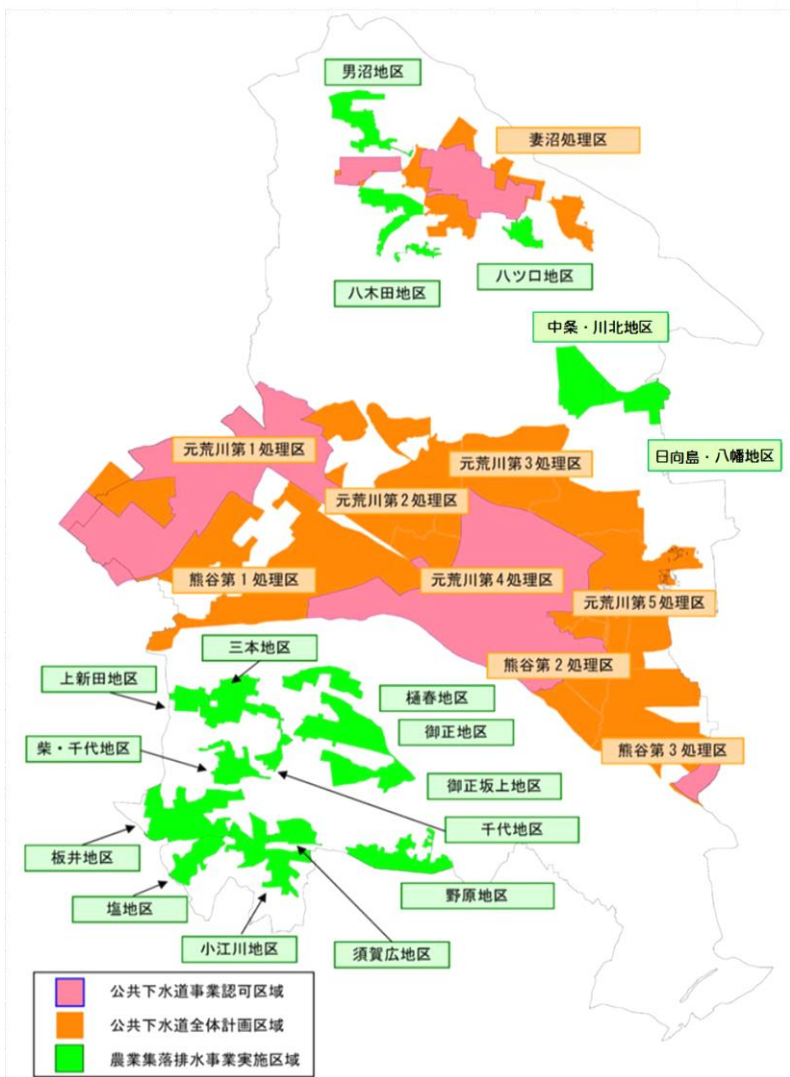 男沼地区
妻沼処理区
八ツ口地区
八木田地区
中条・川北地区
日向島・八幡地区
元荒川第1処理区
元荒川第3処理区
元荒川第2処理区
熊谷第1処理区
元荒川第4処理区
元荒川第5処理区
三本地区
熊谷第2処理区
上新田地区
樋春地区
御正地区
柴・千代地区
熊谷第3処理区
御正坂上地区
千代地区
板井地区
野原地区
塩地区
小江川地区
須賀広地区
公共下水道事業認可区域
公共下水道全体計画区域
農業集落排水事業実施区域